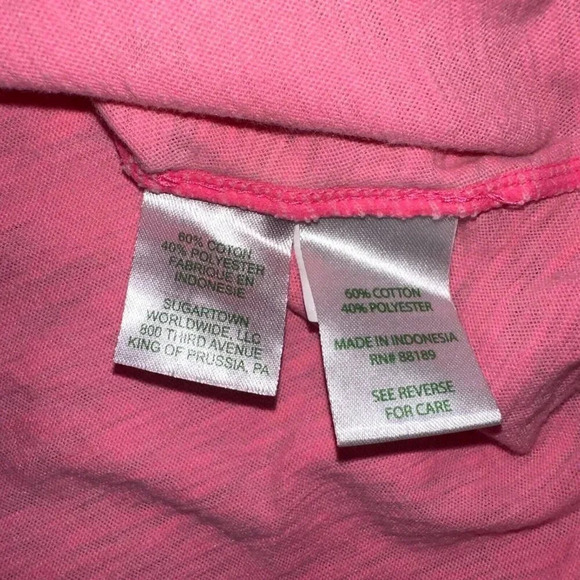 60% COTON
40% POLYESTER
FABRIQUE EN
INDONESIE
SUGARTOWN
WORLDWIDE, LLC
800 THIRD AVENUE
KING OF PRUSSIA, PA
60% COTTON
40% POLYESTER
MADE IN INDONESIA
RN# 88189
SEE REVERSE
FOR CARE